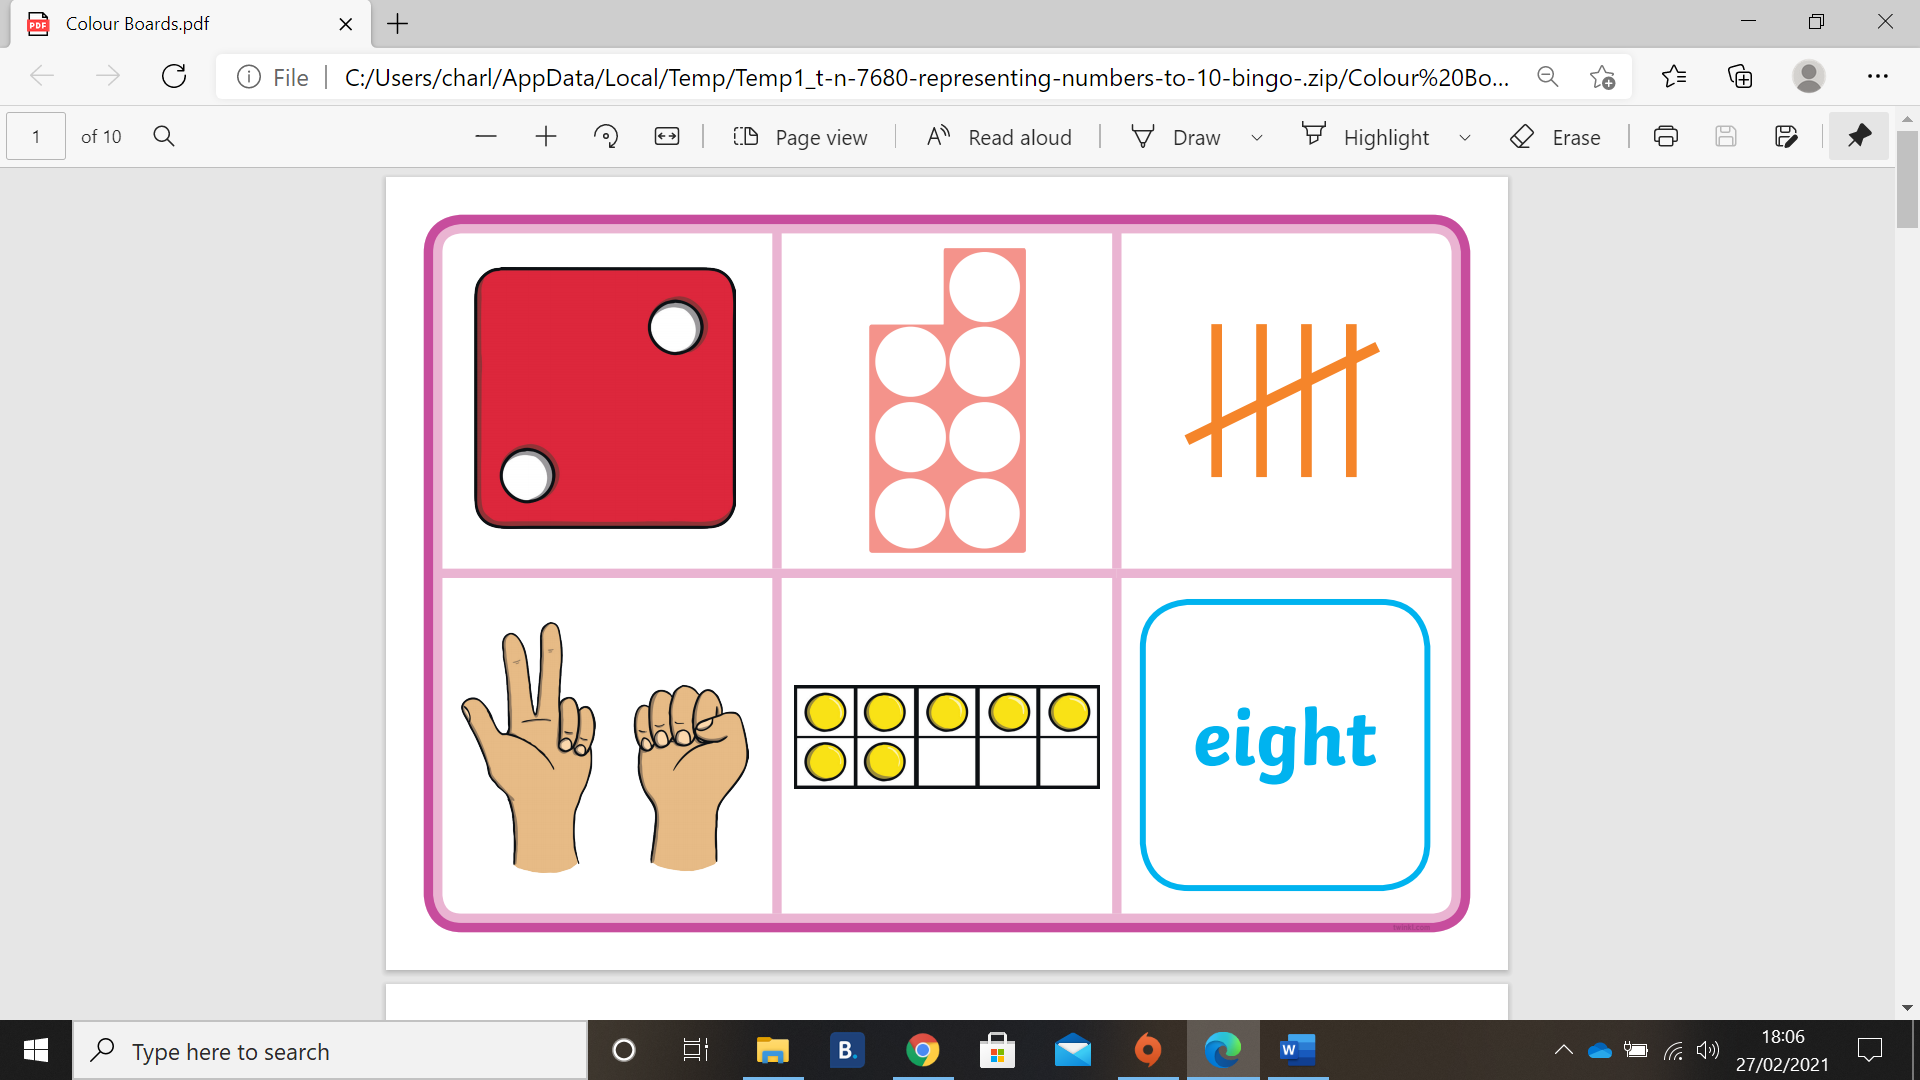 Colour Boards.pdf
File
C:/Users/charl/AppData/Local/Temp/Temp1_t-n-7680-representing-numbers-to-10-bingo-.zip/Colour%20Bo...
1 of 10
Page view
Read aloud
Draw
Highlight
Erase
eight
Type here to search
B.
W
18:06
27/02/2021